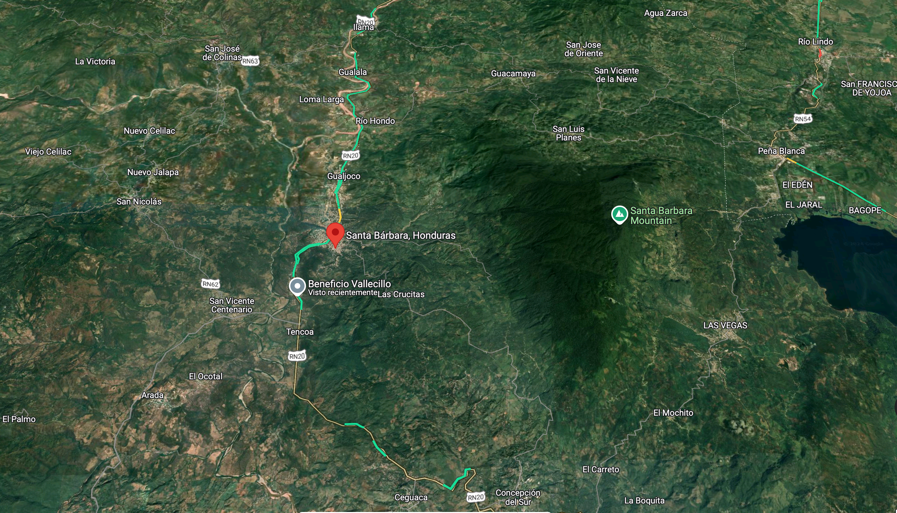 Ilama
Agua Zarca
Río Lindo
San José
de Colinas
RN63
San Jose
de Oriente
La Victoria
Gualala
Guacamaya
San Vicente
de la Nieve
San FRANCISC
DE YOJOA
Loma Larga
Rio Hondo
RN54
Nuevo Celilac
San Luis
Planes
Viejo Celilac
RN20
Peña Blanca
Nuevo Jalapa
Gualjoco
El EDÉN
San Nicolás
EL JARAL
BAGOPE
Santa Barbara
Mountain
Santa Bárbara, Honduras
RN62
Beneficio Vallecillo
Visto recientemente
Las Crucitas
San Vicente
Centenario
Tencoa
LAS VEGAS
RN20
El Ocotal
Arada
El Palmo
El Mochito
El Carreto
Ceguaca
RN20
Concepción
del Sur
La Boquita